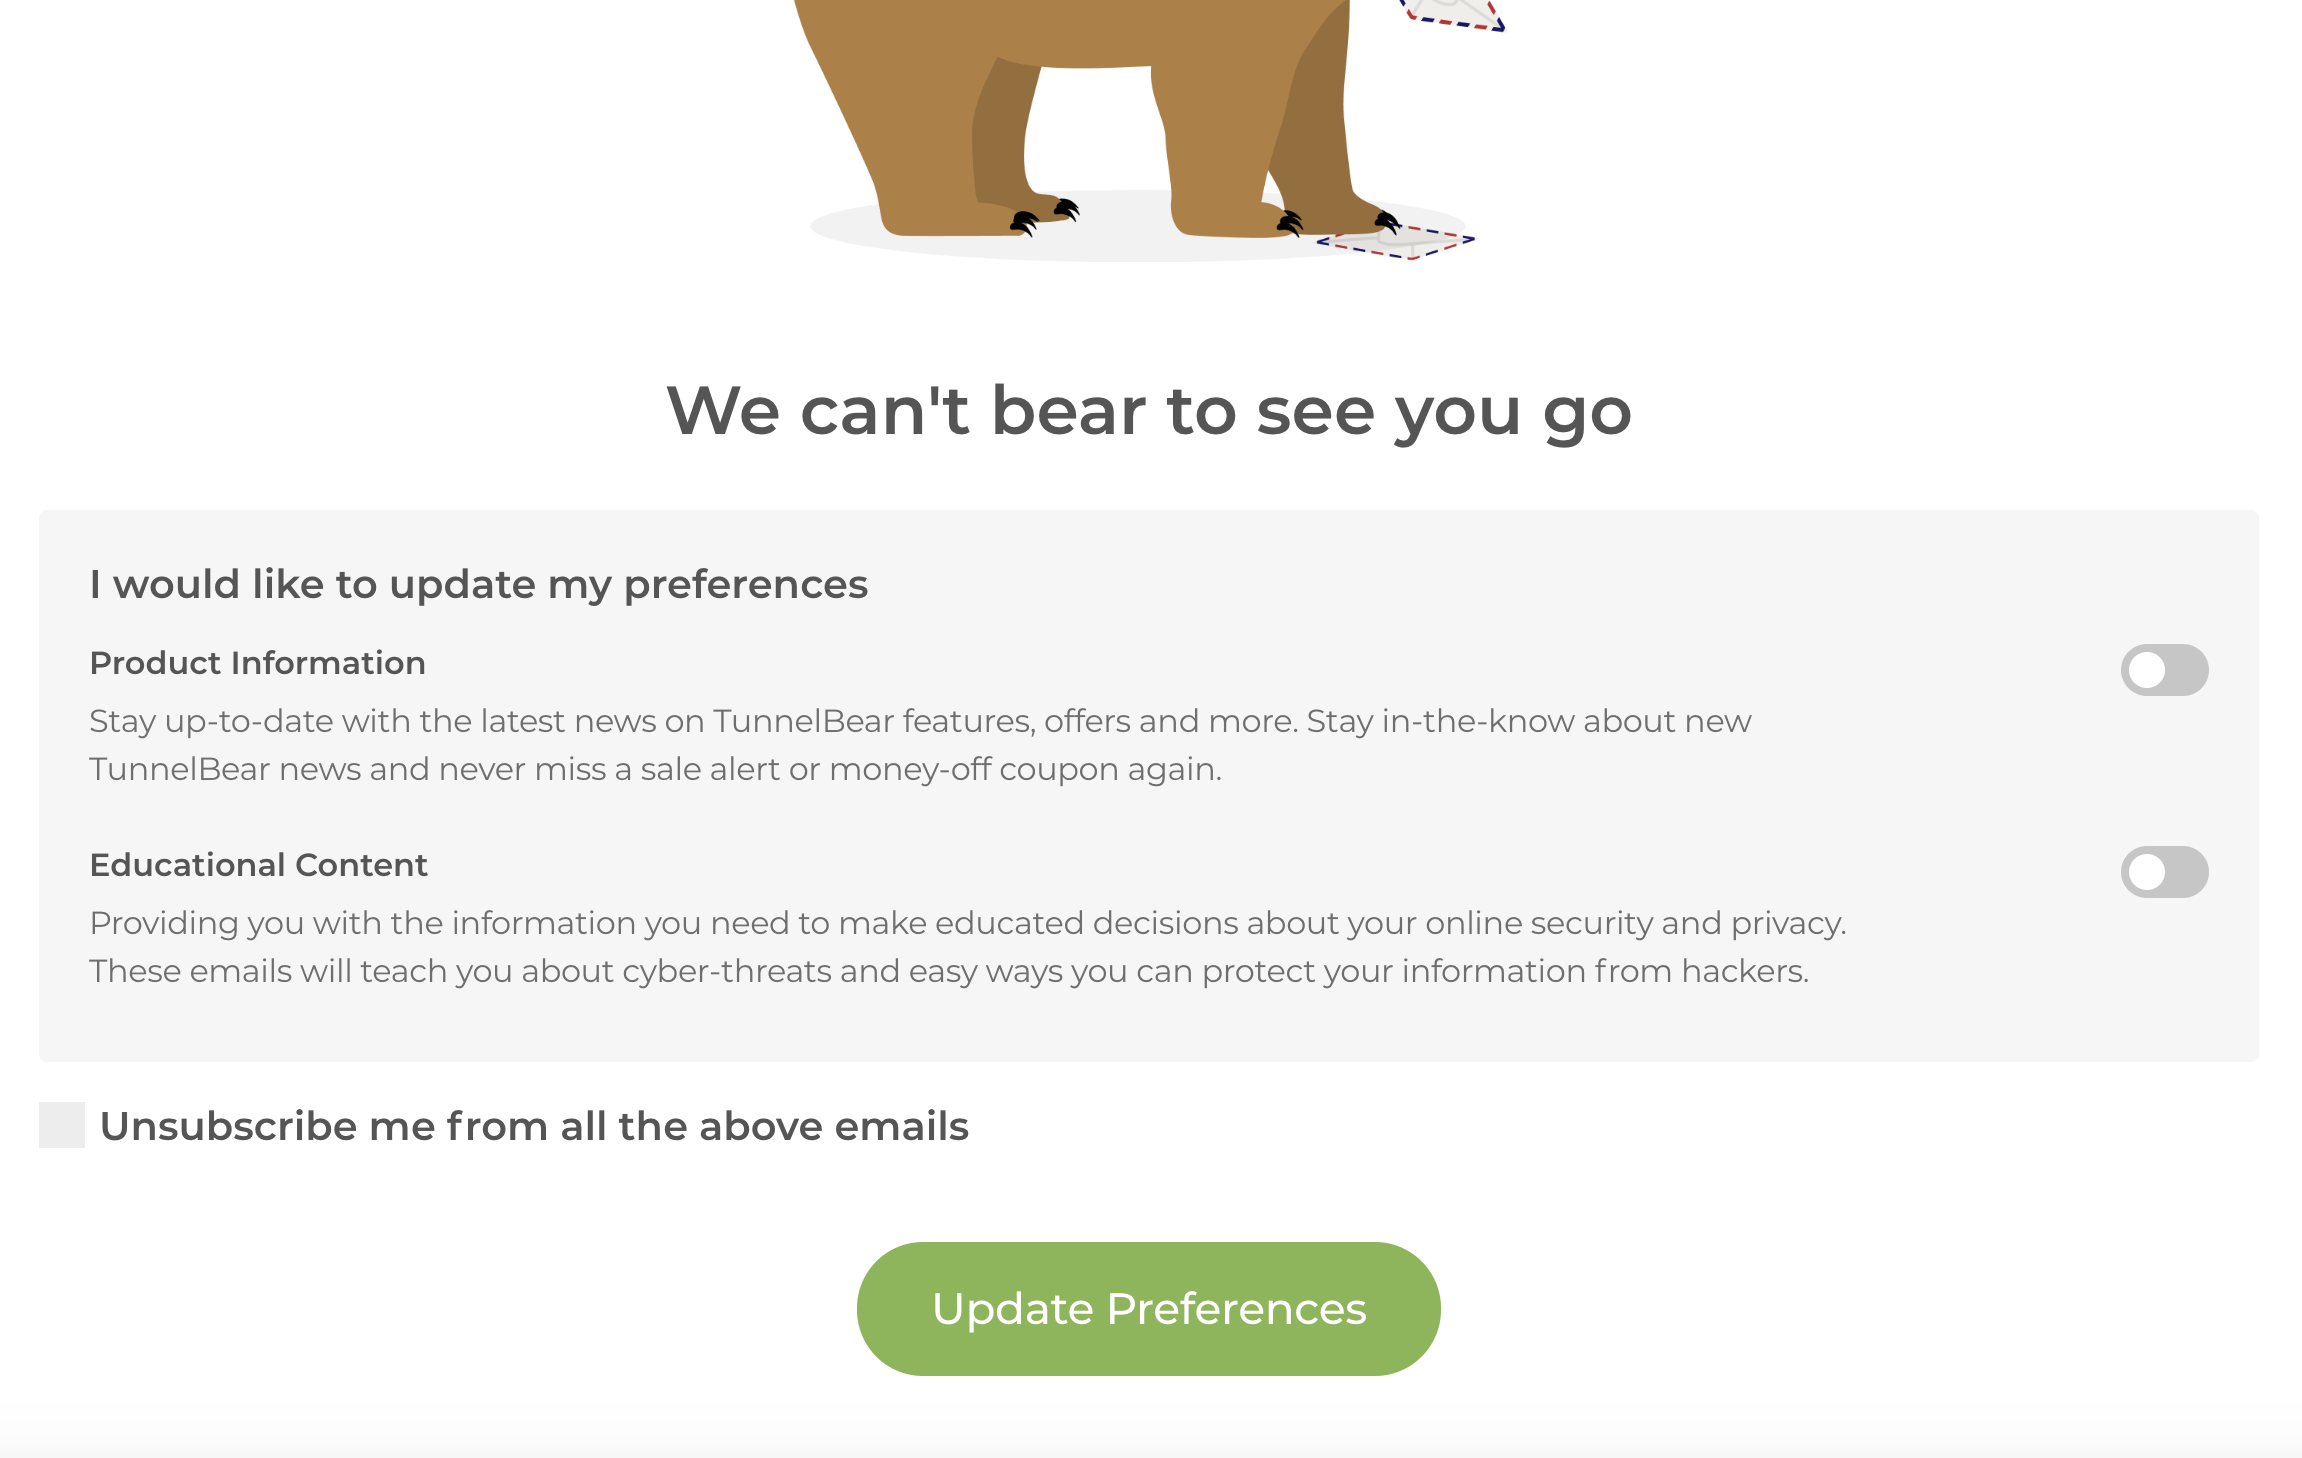 We can't bear to see you go
I would like to update my preferences
Product Information
Stay up-to-date with the latest news on TunnelBear features, offers and more. Stay in-the-know about new
TunnelBear news and never miss a sale alert or money-off coupon again.
Educational Content
Providing you with the information you need to make educated decisions about your online security and privacy.
These emails will teach you about cyber-threats and easy ways you can protect your information from hackers.
Unsubscribe me from all the above emails
Update Preferences